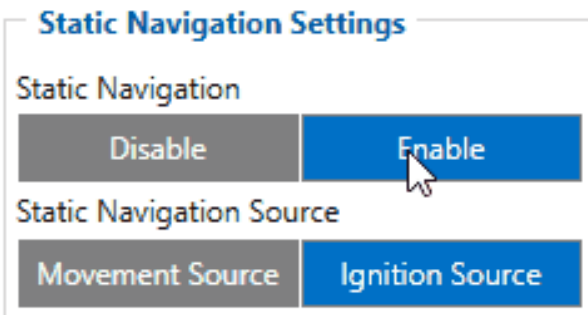 Static Navigation Settings
Static Navigation
Disable Enable
Static Navigation Source
Movement Source Ignition Source